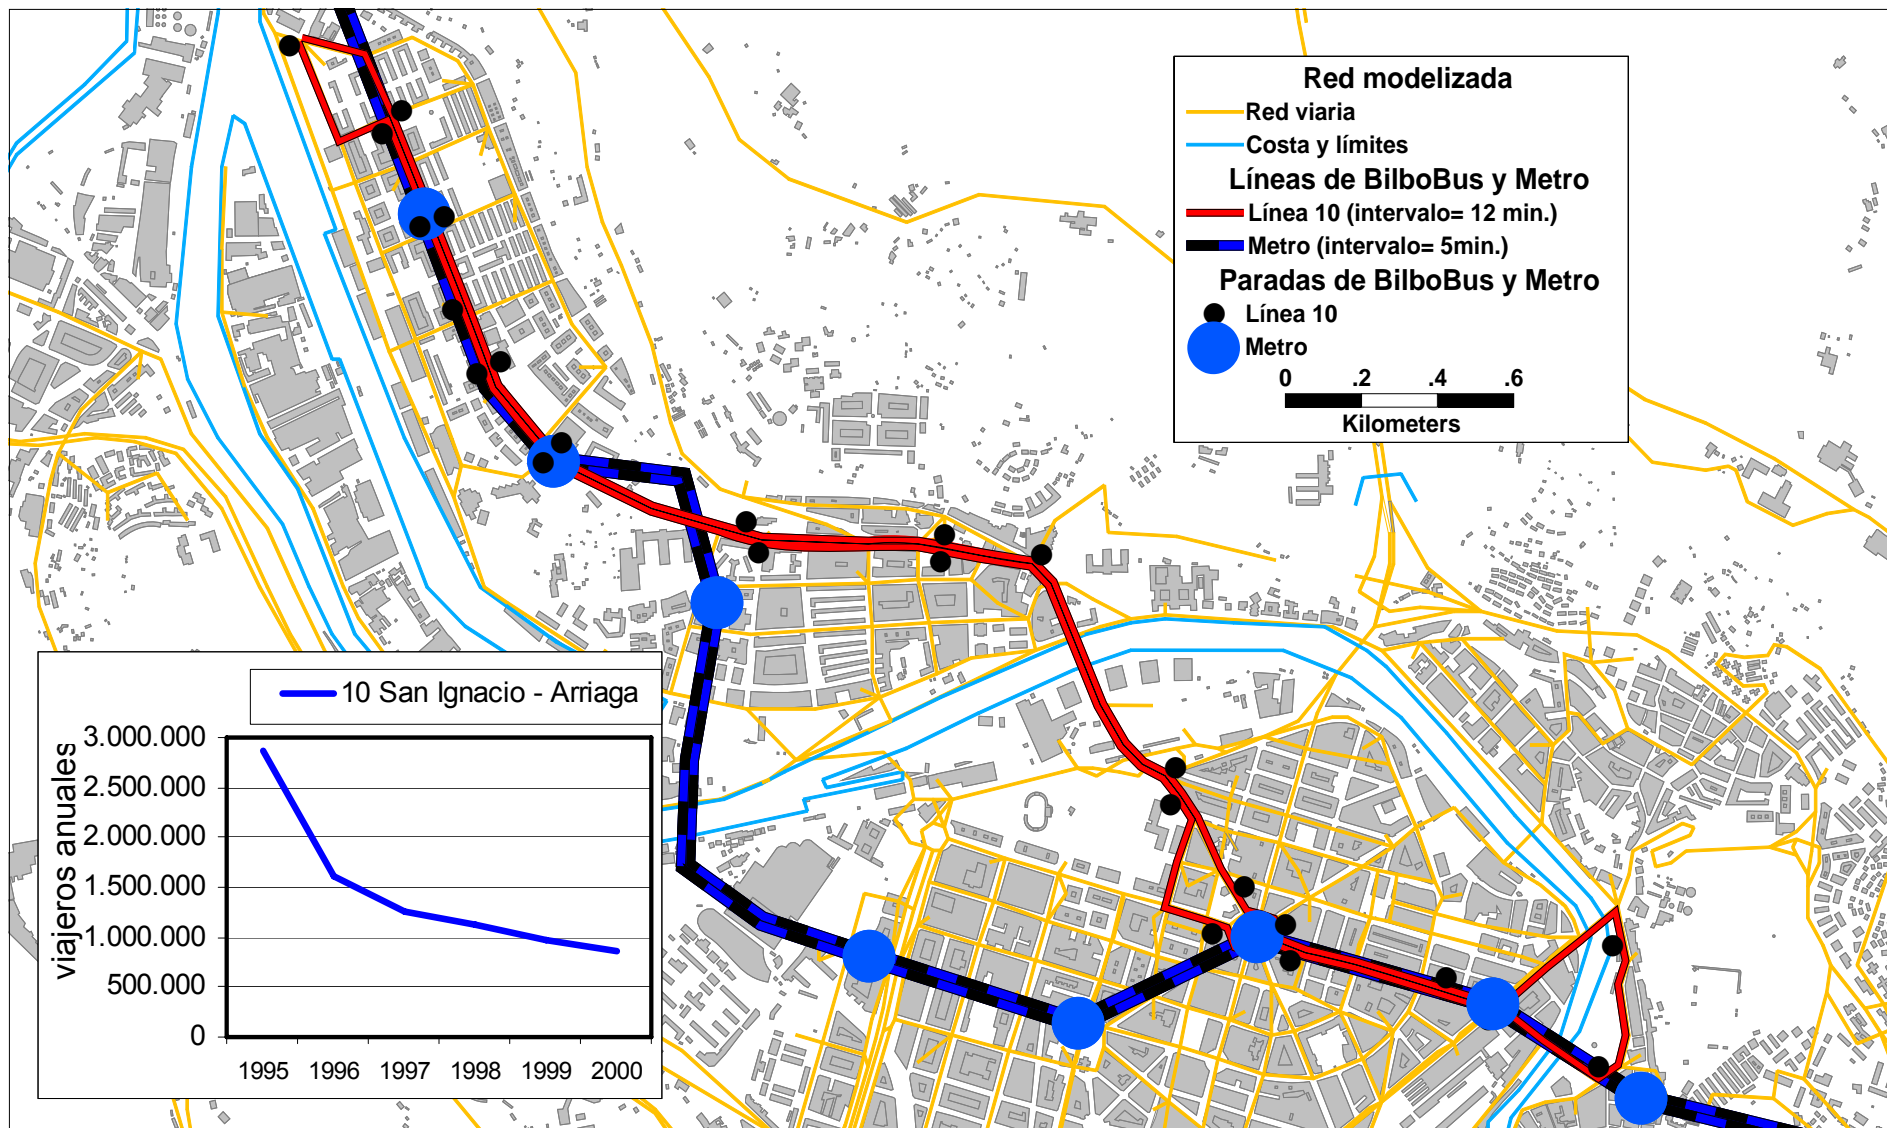 Red modelizada
Red viaria
Costa y límites
Líneas de BilboBus y Metro
Línea 10 (intervalo= 12 min.)
Metro (intervalo= 5min.)
Paradas de BilboBus y Metro
Línea 10
Metro
0 .2 .4 .6
Kilometers
10 San Ignacio - Arriaga
viajeros anuales
3.000.000
2.500.000
2.000.000
1.500.000
1.000.000
500.000
0
1995 1996 1997 1998 1999 2000